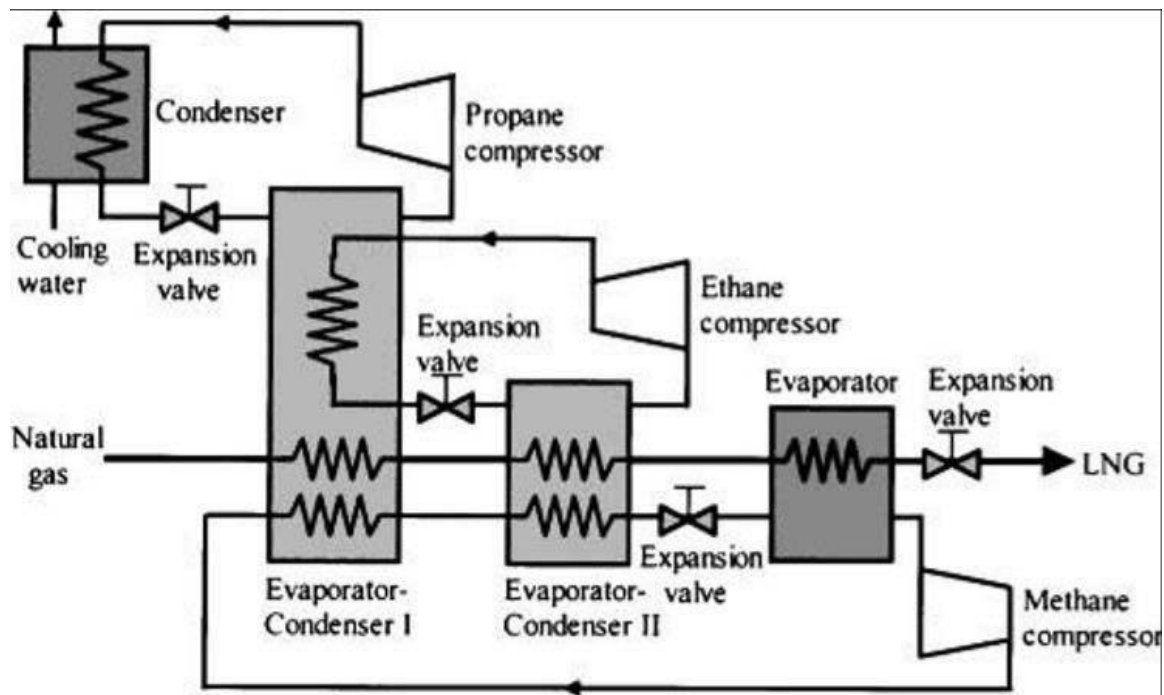 Condenser
Propane
compressor
Cooling
water
Expansion
valve
Ethane
compressor
Expansion
valve
Evaporator
Expansion
valve
Natural
gas
LNG
Expansion
valve
Evaporator-
Condenser I
Evaporator-
Condenser II
Methane
compressor